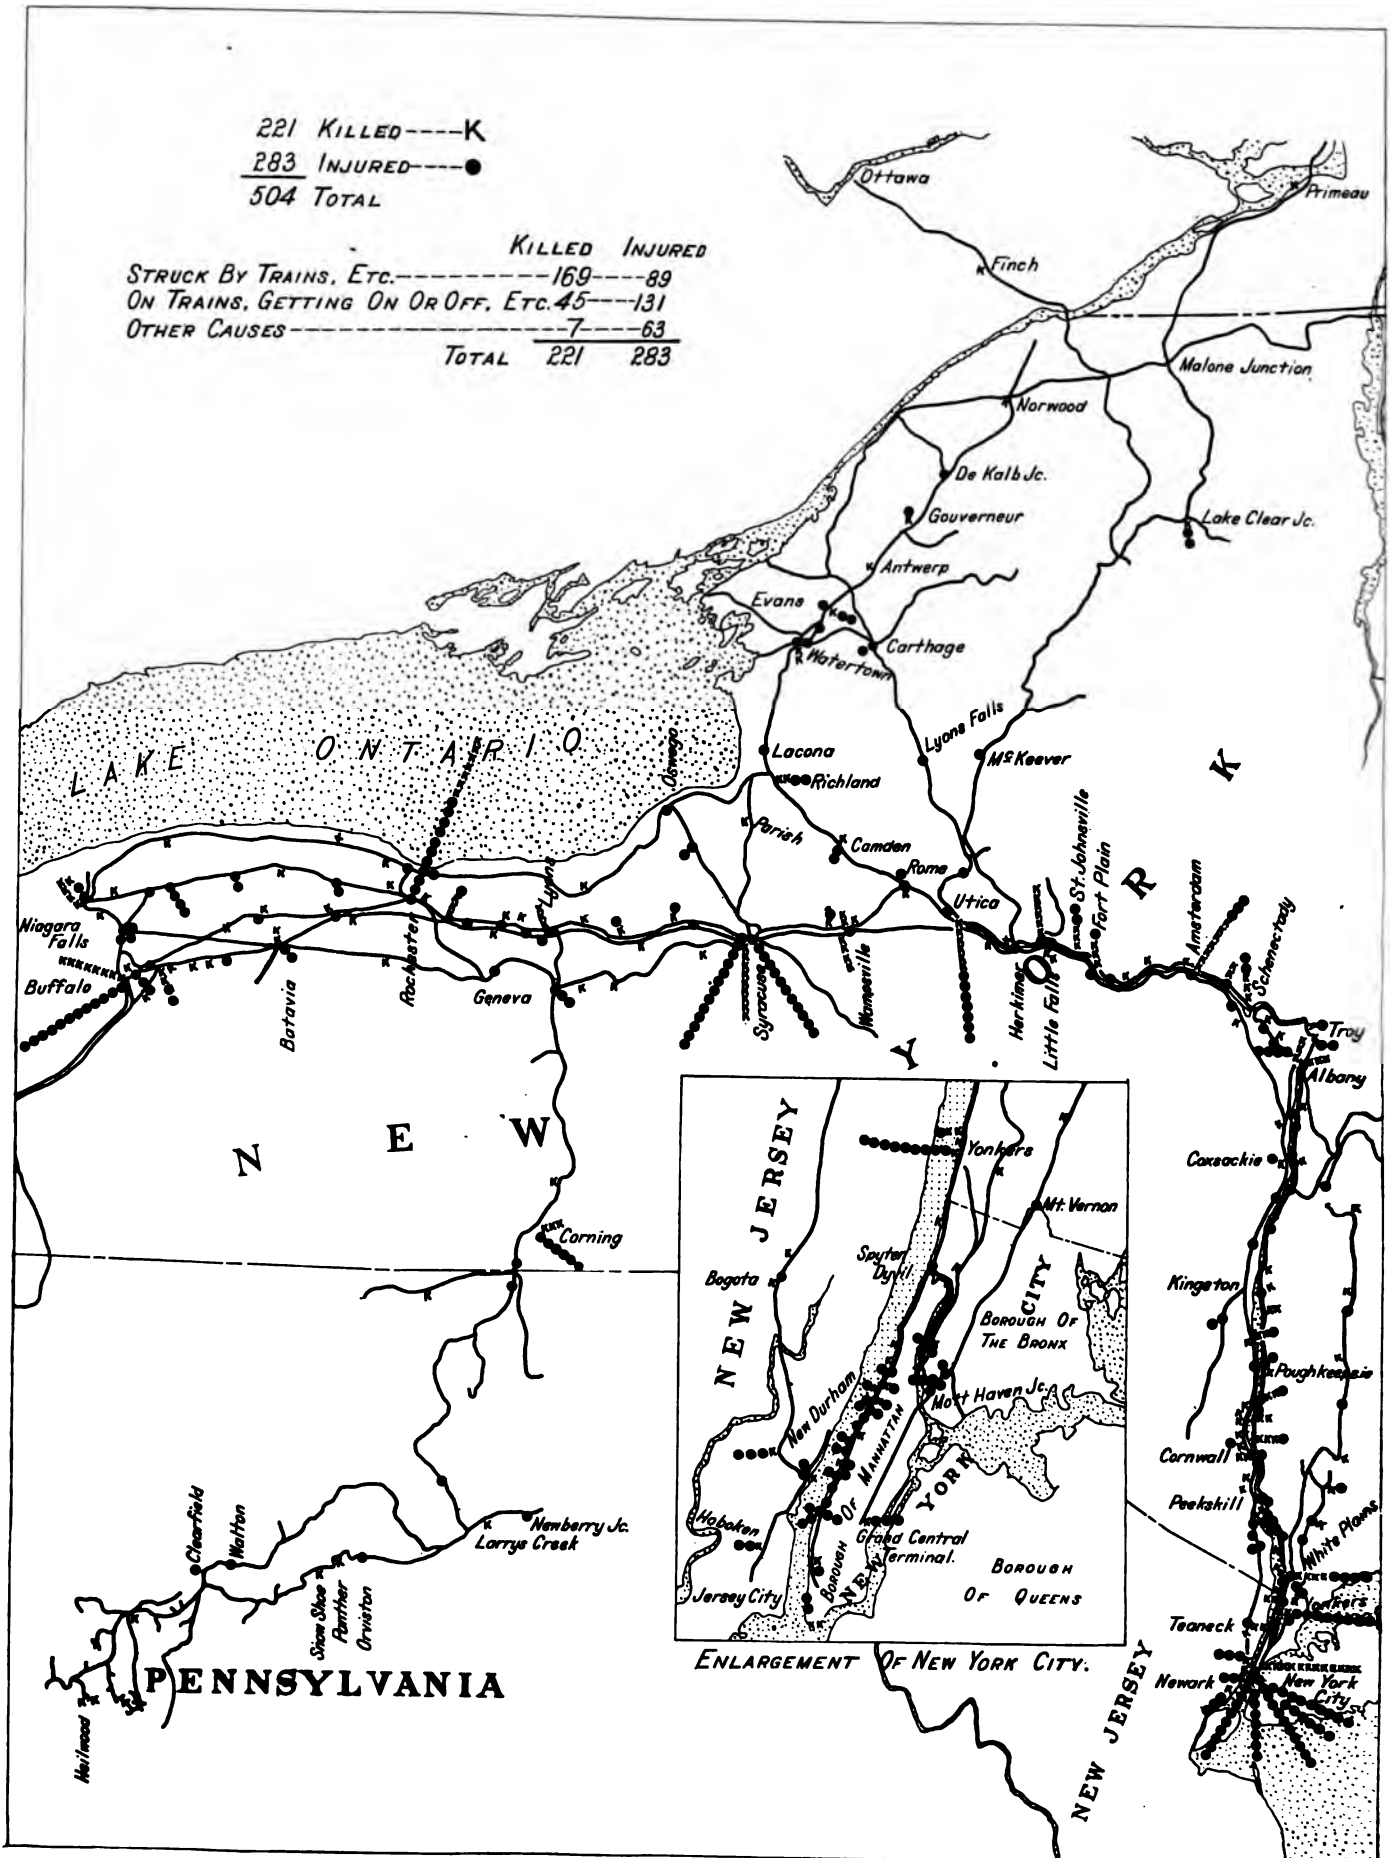 221 KILLED----K
283 INJURED----●
504 TOTAL
KILLED INJURED
STRUCK BY TRAINS, ETC.----------169----89
ON TRAINS, GETTING ON OR OFF, ETC. 45----131
OTHER CAUSES------------------7----63
TOTAL 221 283
Ottawa
Primeau
Finch
Malone Junction
Norwood
De Kalb Jc.
Gouverneur
Lake Clear Jc.
Antwerp
Evans
Carthage
Watertown
LAKE ONTARIO
Oswego
Lacona
Richland
Lyons Falls
McKeever
Parish
Camden
Rome
Utica
St. Johnsville
Fort Plain
Amsterdam
Schenectady
Niagara Falls
Buffalo
Batavia
Rochester
Lyons
Geneva
Syracuse
Wampsville
Herkimer
Little Falls
Troy
Albany
NEW YORK
Coxsackie
Corning
Kingston
Poughkeepsie
Cornwall
Peekskill
White Plains
Yonkers
Teaneck
Newark
New York City
NEW JERSEY
NEW JERSEY
Yonkers
Mt. Vernon
Spyten Dyvil
Bogota
CITY
BOROUGH OF THE BRONX
Mott Haven Jc.
New Durham
BOROUGH OF MANHATTAN
NEW YORK
Hoboken
Grand Central Terminal.
Jersey City
BOROUGH OF QUEENS
ENLARGEMENT OF NEW YORK CITY.
Clearfield
Walton
Newberry Jc.
Larrys Creek
Snow Shoe
Panther
Orviston
PENNSYLVANIA
Heilwood